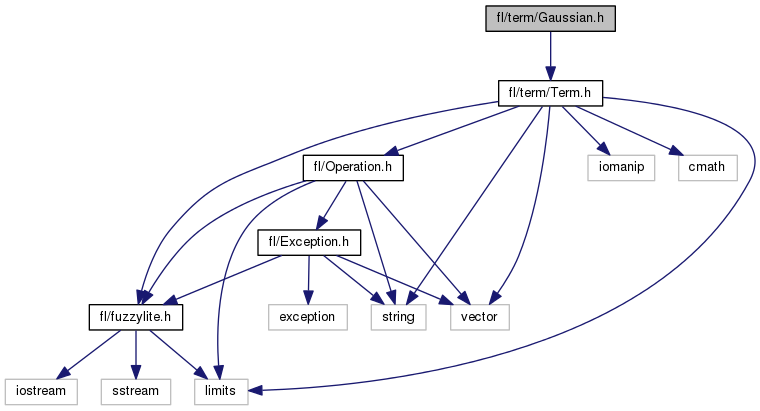 fl/term/Gaussian.h
fl/term/Term.h
fl/Operation.h
iomanip
cmath
fl/Exception.h
fl/fuzzylite.h
exception
string
vector
iostream
sstream
limits